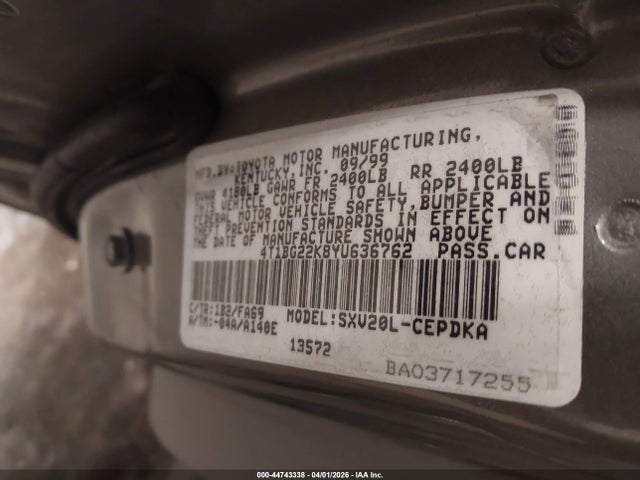 MFD. BY: TOYOTA MOTOR MANUFACTURING,
KENTUCKY, INC. 09/99
GVWR 4180LB GAWR FR 2400LB RR 2400LB
THIS VEHICLE CONFORMS TO ALL APPLICABLE
FEDERAL MOTOR VEHICLE SAFETY, BUMPER AND
THEFT PREVENTION STANDARDS IN EFFECT ON
THE DATE OF MANUFACTURE SHOWN ABOVE
4T1BG22K8YU636762 PASS.CAR
C/TR:1B2/FA69 MODEL:SXV20L-CEPDKA
A/TM:-04A/A140E
13572
BA03717255
000-44743338 - 04/01/2026 - IAA Inc.